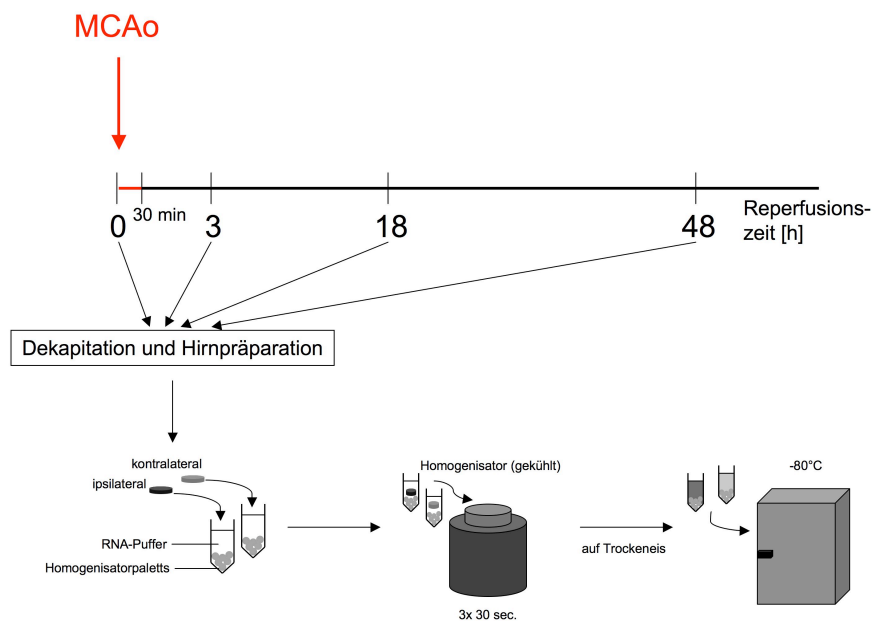 MCAo
30 min
0
3
18
48
Reperfusions-
zeit [h]
Dekapitation und Hirnpräparation
kontralateral
ipsilateral
RNA-Puffer
Homogenisatorpaletts
Homogenisator (gekühlt)
3x 30 sec.
auf Trockeneis
-80°C